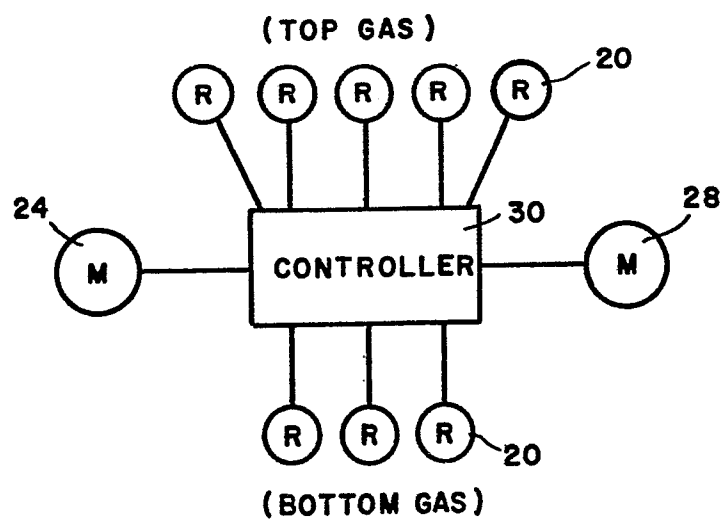 (TOP GAS)
R R R R R 20
24 30 28
M CONTROLLER M
R R R 20
(BOTTOM GAS)